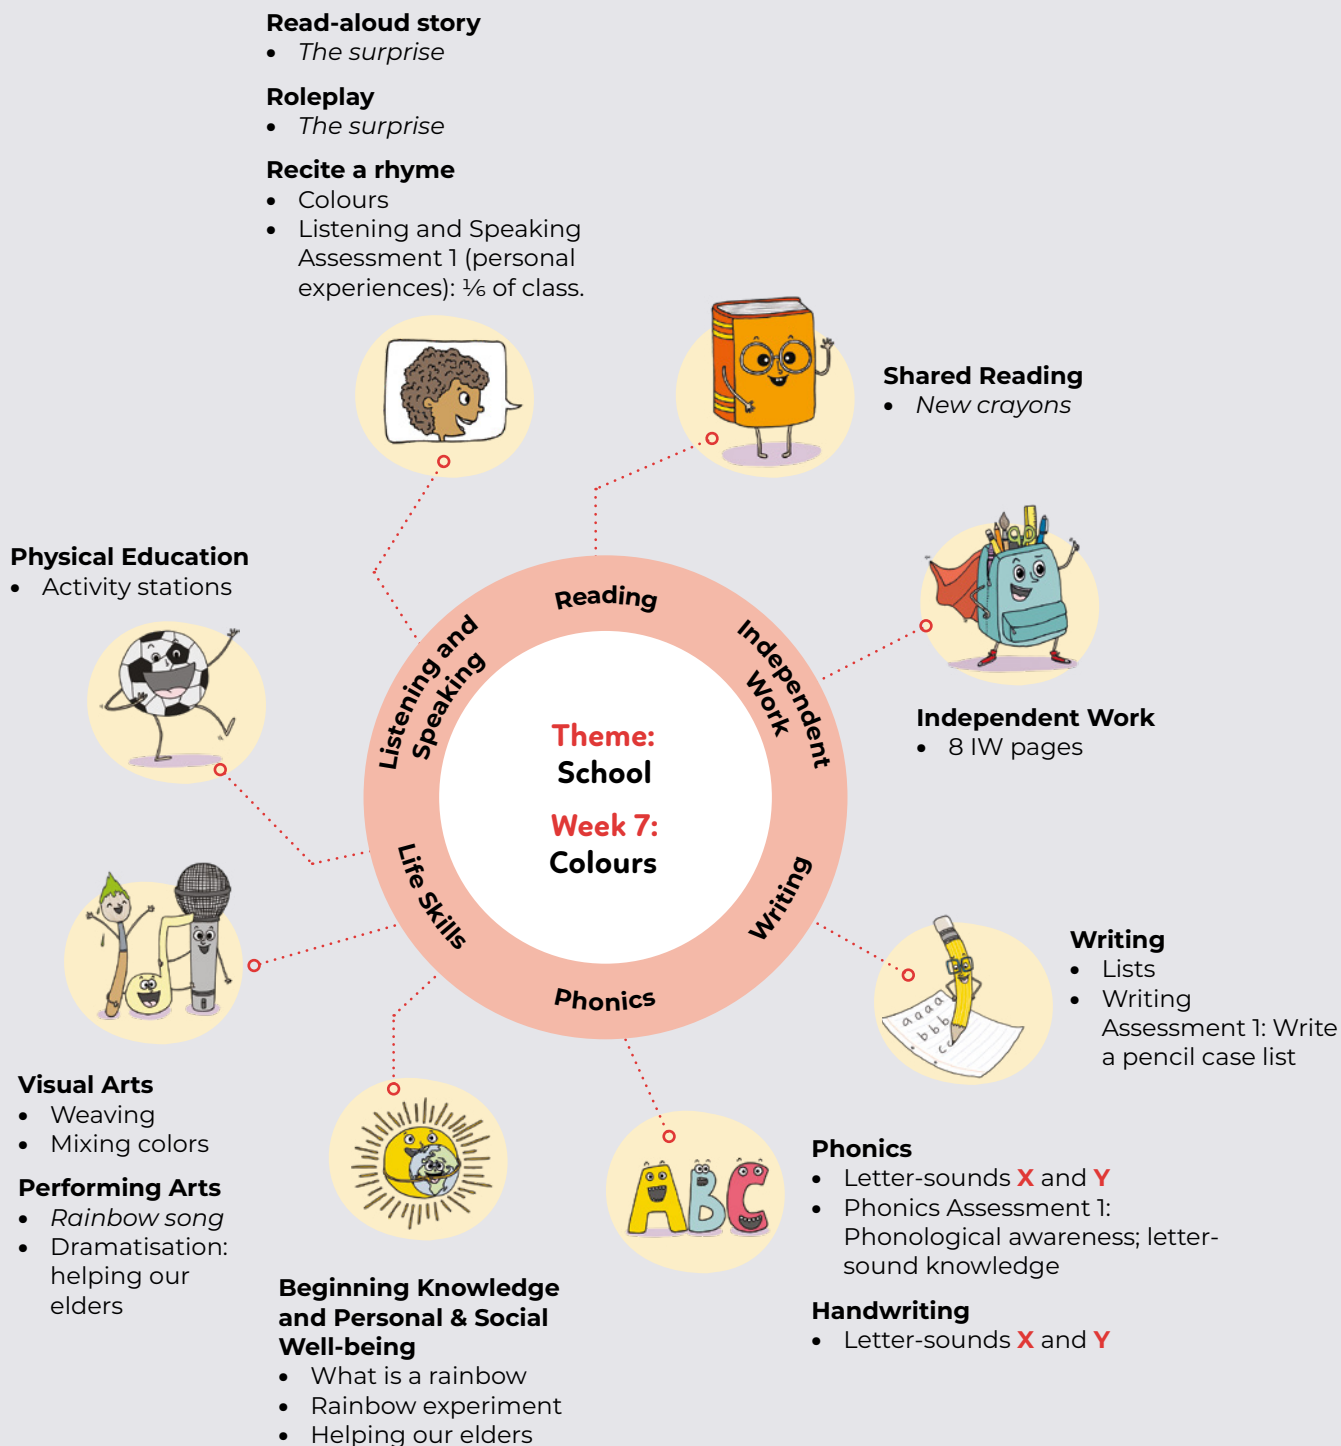 Read-aloud story
• The surprise
Roleplay
• The surprise
Recite a rhyme
• Colours
• Listening and Speaking
Assessment 1 (personal
experiences): ⅙ of class.
Shared Reading
• New crayons
Physical Education
• Activity stations
Independent Work
• 8 IW pages
Reading
Listening and
Speaking
Independent
Work
Life Skills
Writing
Phonics
Theme:
School
Week 7:
Colours
Writing
• Lists
• Writing
Assessment 1: Write
a pencil case list
aaaa
bbb
cc
Visual Arts
• Weaving
• Mixing colors
Performing Arts
• Rainbow song
• Dramatisation:
helping our
elders
Beginning Knowledge
and Personal & Social
Well-being
• What is a rainbow
• Rainbow experiment
• Helping our elders
ABC
Phonics
• Letter-sounds X and Y
• Phonics Assessment 1:
Phonological awareness; letter-
sound knowledge
Handwriting
• Letter-sounds X and Y